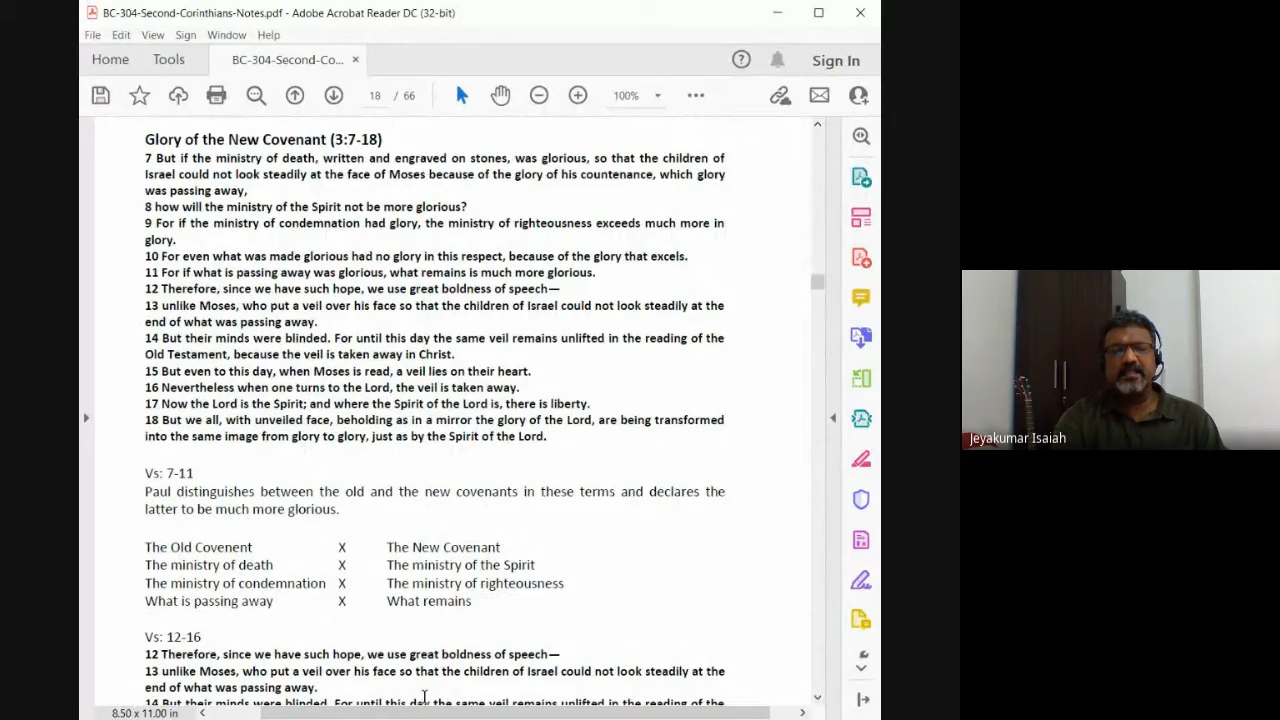 BC-304-Second-Corinthians-Notes.pdf - Adobe Acrobat Reader DC (32-bit)
File Edit View Sign Window Help
Home Tools BC-304-Second-Co... × Sign In
18 / 66 100%
Glory of the New Covenant (3:7-18)
7 But if the ministry of death, written and engraved on stones, was glorious, so that the children of
Israel could not look steadily at the face of Moses because of the glory of his countenance, which glory
was passing away,
8 how will the ministry of the Spirit not be more glorious?
9 For if the ministry of condemnation had glory, the ministry of righteousness exceeds much more in
glory.
10 For even what was made glorious had no glory in this respect, because of the glory that excels.
11 For if what is passing away was glorious, what remains is much more glorious.
12 Therefore, since we have such hope, we use great boldness of speech—
13 unlike Moses, who put a veil over his face so that the children of Israel could not look steadily at the
end of what was passing away.
14 But their minds were blinded. For until this day the same veil remains unlifted in the reading of the
Old Testament, because the veil is taken away in Christ.
15 But even to this day, when Moses is read, a veil lies on their heart.
16 Nevertheless when one turns to the Lord, the veil is taken away.
17 Now the Lord is the Spirit; and where the Spirit of the Lord is, there is liberty.
18 But we all, with unveiled face, beholding as in a mirror the glory of the Lord, are being transformed
into the same image from glory to glory, just as by the Spirit of the Lord.
Vs: 7-11
Paul distinguishes between the old and the new covenants in these terms and declares the
latter to be much more glorious.
The Old Covenent X The New Covenant
The ministry of death X The ministry of the Spirit
The ministry of condemnation X The ministry of righteousness
What is passing away X What remains
Vs: 12-16
12 Therefore, since we have such hope, we use great boldness of speech—
13 unlike Moses, who put a veil over his face so that the children of Israel could not look steadily at the
end of what was passing away.
14 But their minds were blinded. For until this day the same veil remains unlifted in the reading of the
8.50 x 11.00 in
Jeyakumar Isaiah